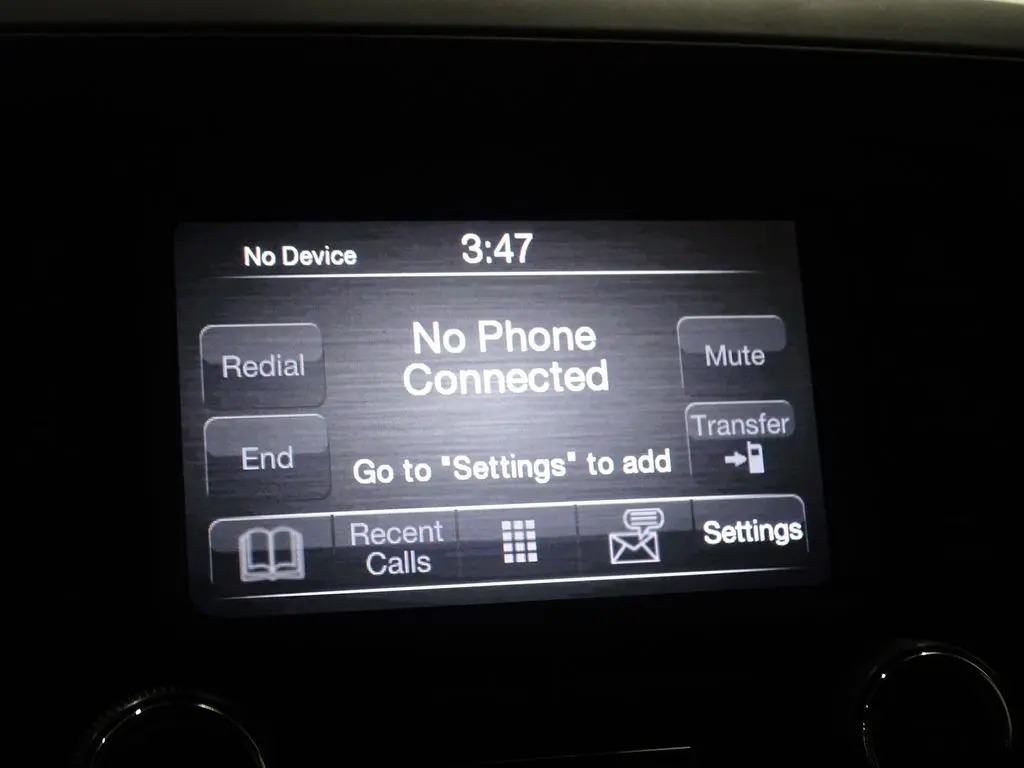 No Device
3:47
Redial
No Phone
Connected
Mute
End
Go to "Settings" to add
Transfer
Recent
Calls
Settings